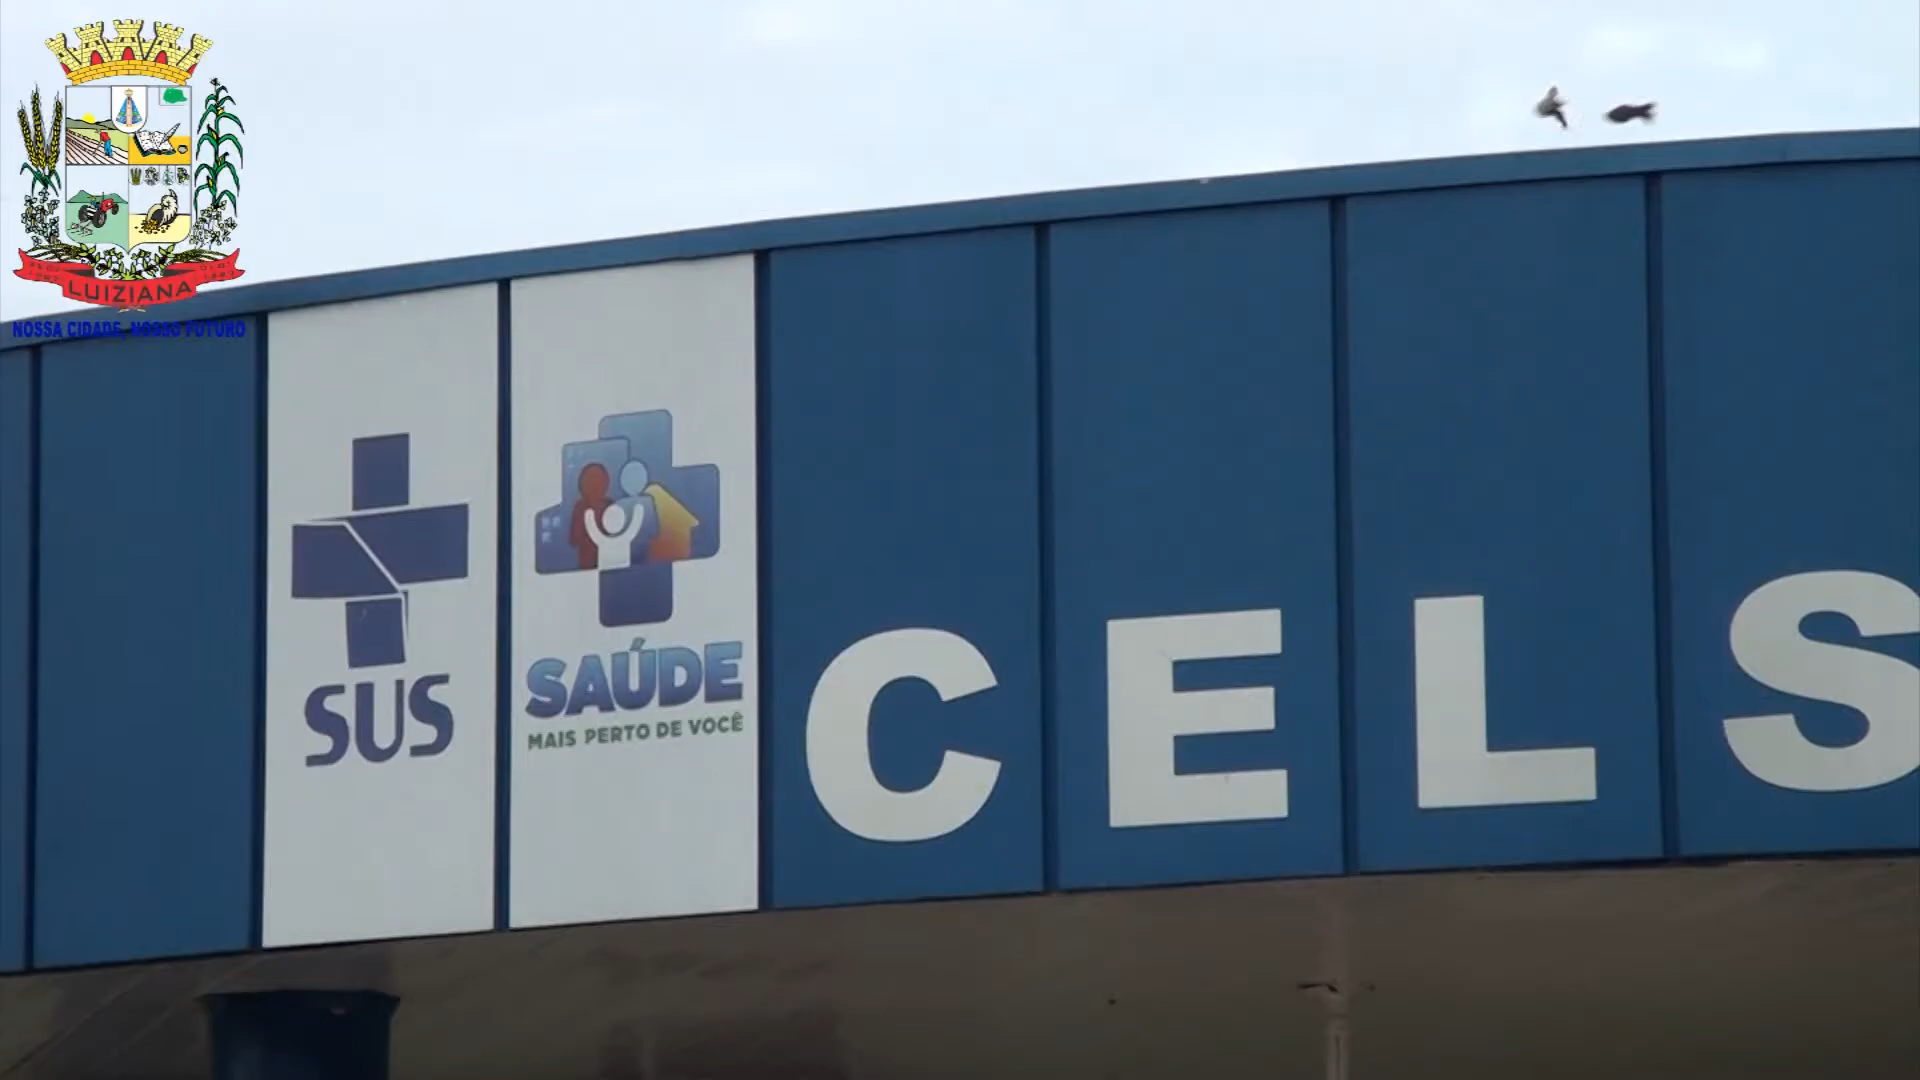 LUIZIANA
NOSSA CIDADE, NOSSO FUTURO
SUS
SAÚDE
MAIS PERTO DE VOCÊ
CELS